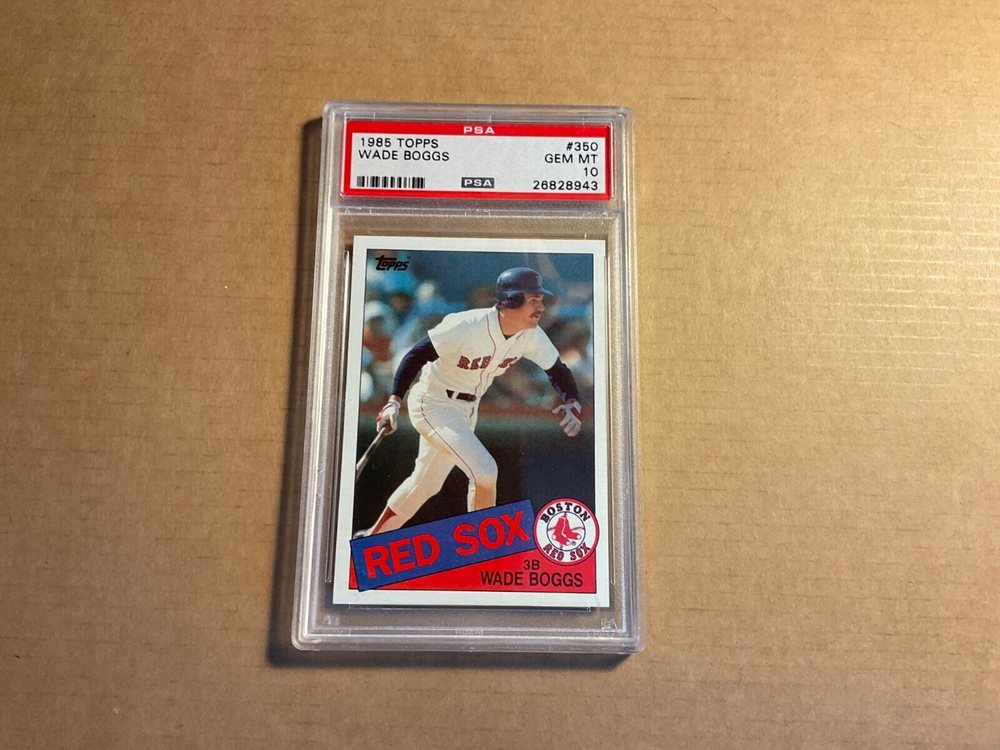 PSA
1985 TOPPS #350
WADE BOGGS GEM MT
10
PSA 26828943
Topps
RED
RED SOX
BOSTON
RED SOX
3B
WADE BOGGS